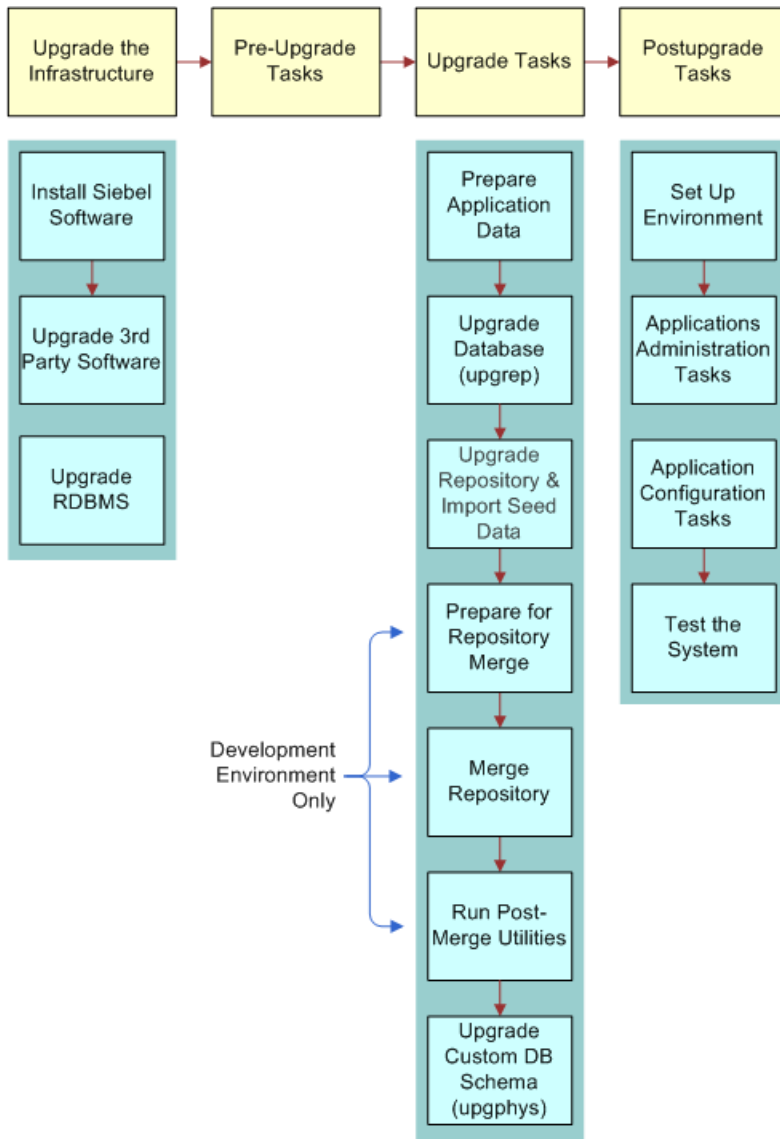 Upgrade the
Infrastructure
Pre-Upgrade
Tasks
Upgrade Tasks
Postupgrade
Tasks
Install Siebel
Software
Upgrade 3rd
Party Software
Upgrade
RDBMS
Prepare
Application
Data
Upgrade
Database
(upgrep)
Upgrade
Repository &
Import Seed
Data
Prepare for
Repository
Merge
Merge
Repository
Run Post-
Merge Utilities
Upgrade
Custom DB
Schema
(upgphys)
Development
Environment
Only
Set Up
Environment
Applications
Administration
Tasks
Application
Configuration
Tasks
Test the
System